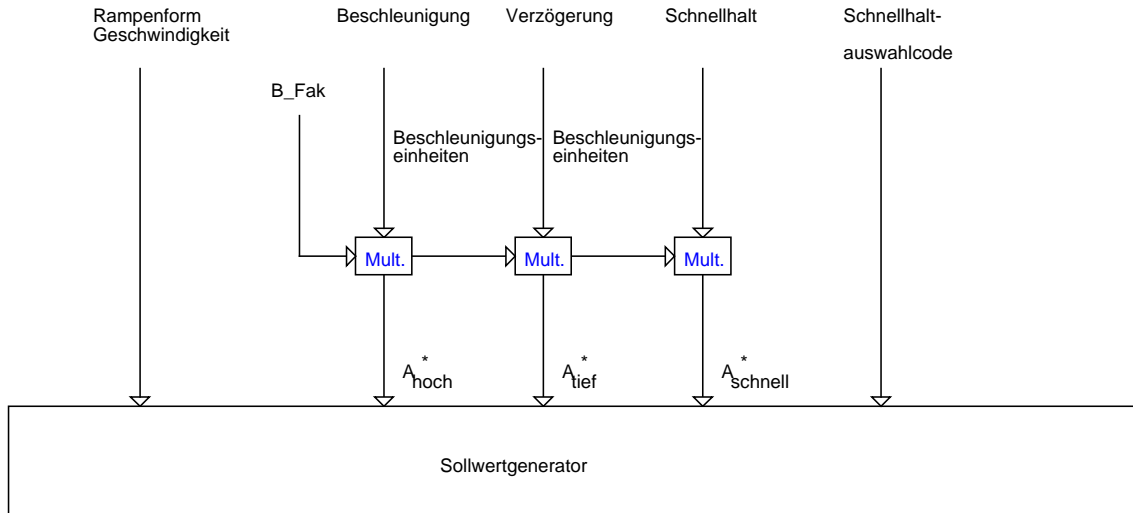 Rampenform
Geschwindigkeit
Beschleunigung
Verzögerung
Schnellhalt
Schnellhalt-
auswahlcode
B_Fak
Beschleunigungs-
einheiten
Beschleunigungs-
einheiten
Mult.
Mult.
Mult.
A*hoch
A*tief
A*schnell
Sollwertgenerator